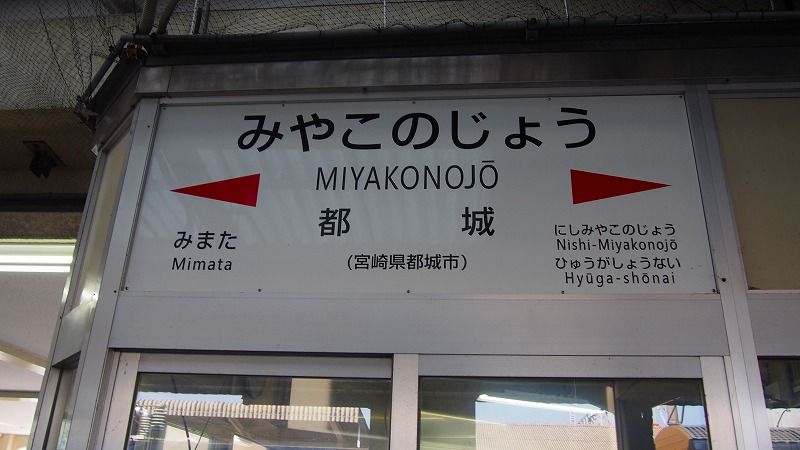 みやこのじょう
MIYAKONOJŌ
都城
(宮崎県都城市)
みまた
Mimata
にしみやこのじょう
Nishi-Miyakonojō
ひゅうがしょうない
Hyūga-shōnai